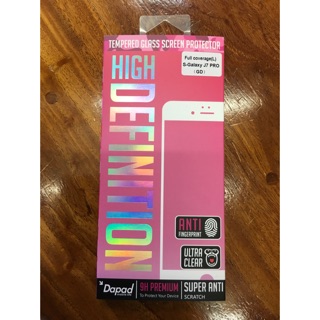 TEMPERED GLASS SCREEN PROTECTOR
Full coverage(L)
S-Galaxy J7 PRO
(GD)
HIGH
DEFINITION
ANTI
FINGERPRINT
ULTRA
CLEAR
Dapad
9H PREMIUM
To Protect Your Device
SUPER ANTI
SCRATCH